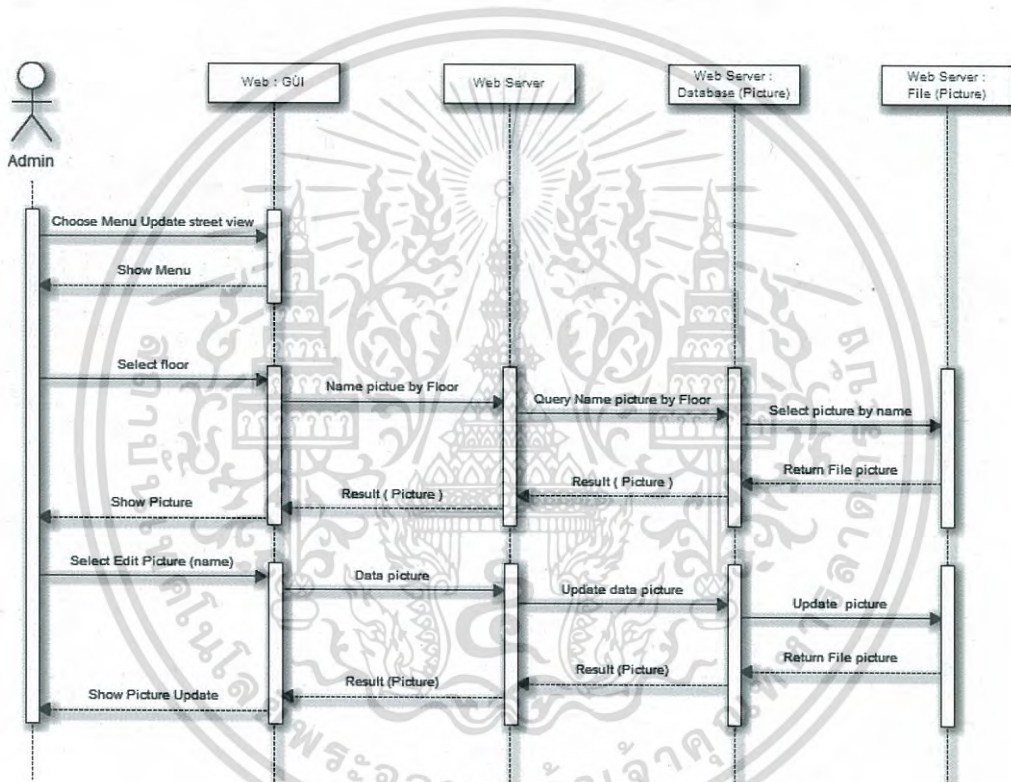 Web : GUI
Web Server
Web Server :
Database (Picture)
Web Server :
File (Picture)
Admin
Choose Menu Update street view
Show Menu
Select floor
Name pictue by Floor
Query Name picture by Floor
Select picture by name
Return File picture
Result ( Picture )
Result ( Picture )
Show Picture
Select Edit Picture (name)
Data picture
Update data picture
Update picture
Return File picture
Result (Picture)
Result (Picture)
Show Picture Update